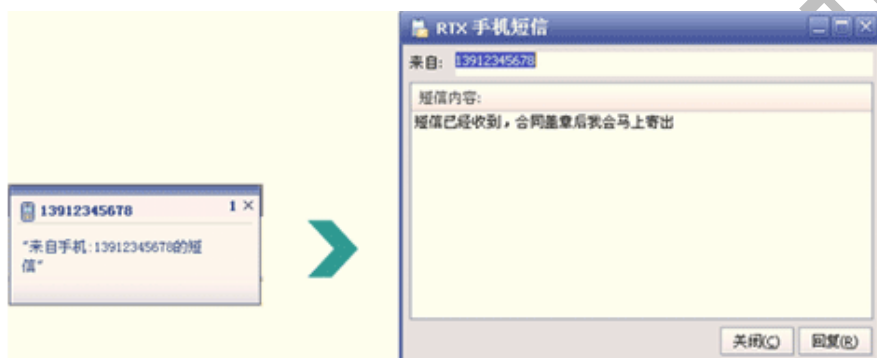 13912345678
1
"来自手机:13912345678的短
信"
RTX 手机短信
来自: 13912345678
短信内容:
短信已经收到，合同盖章后我会马上寄出
关闭(C) 回复(R)